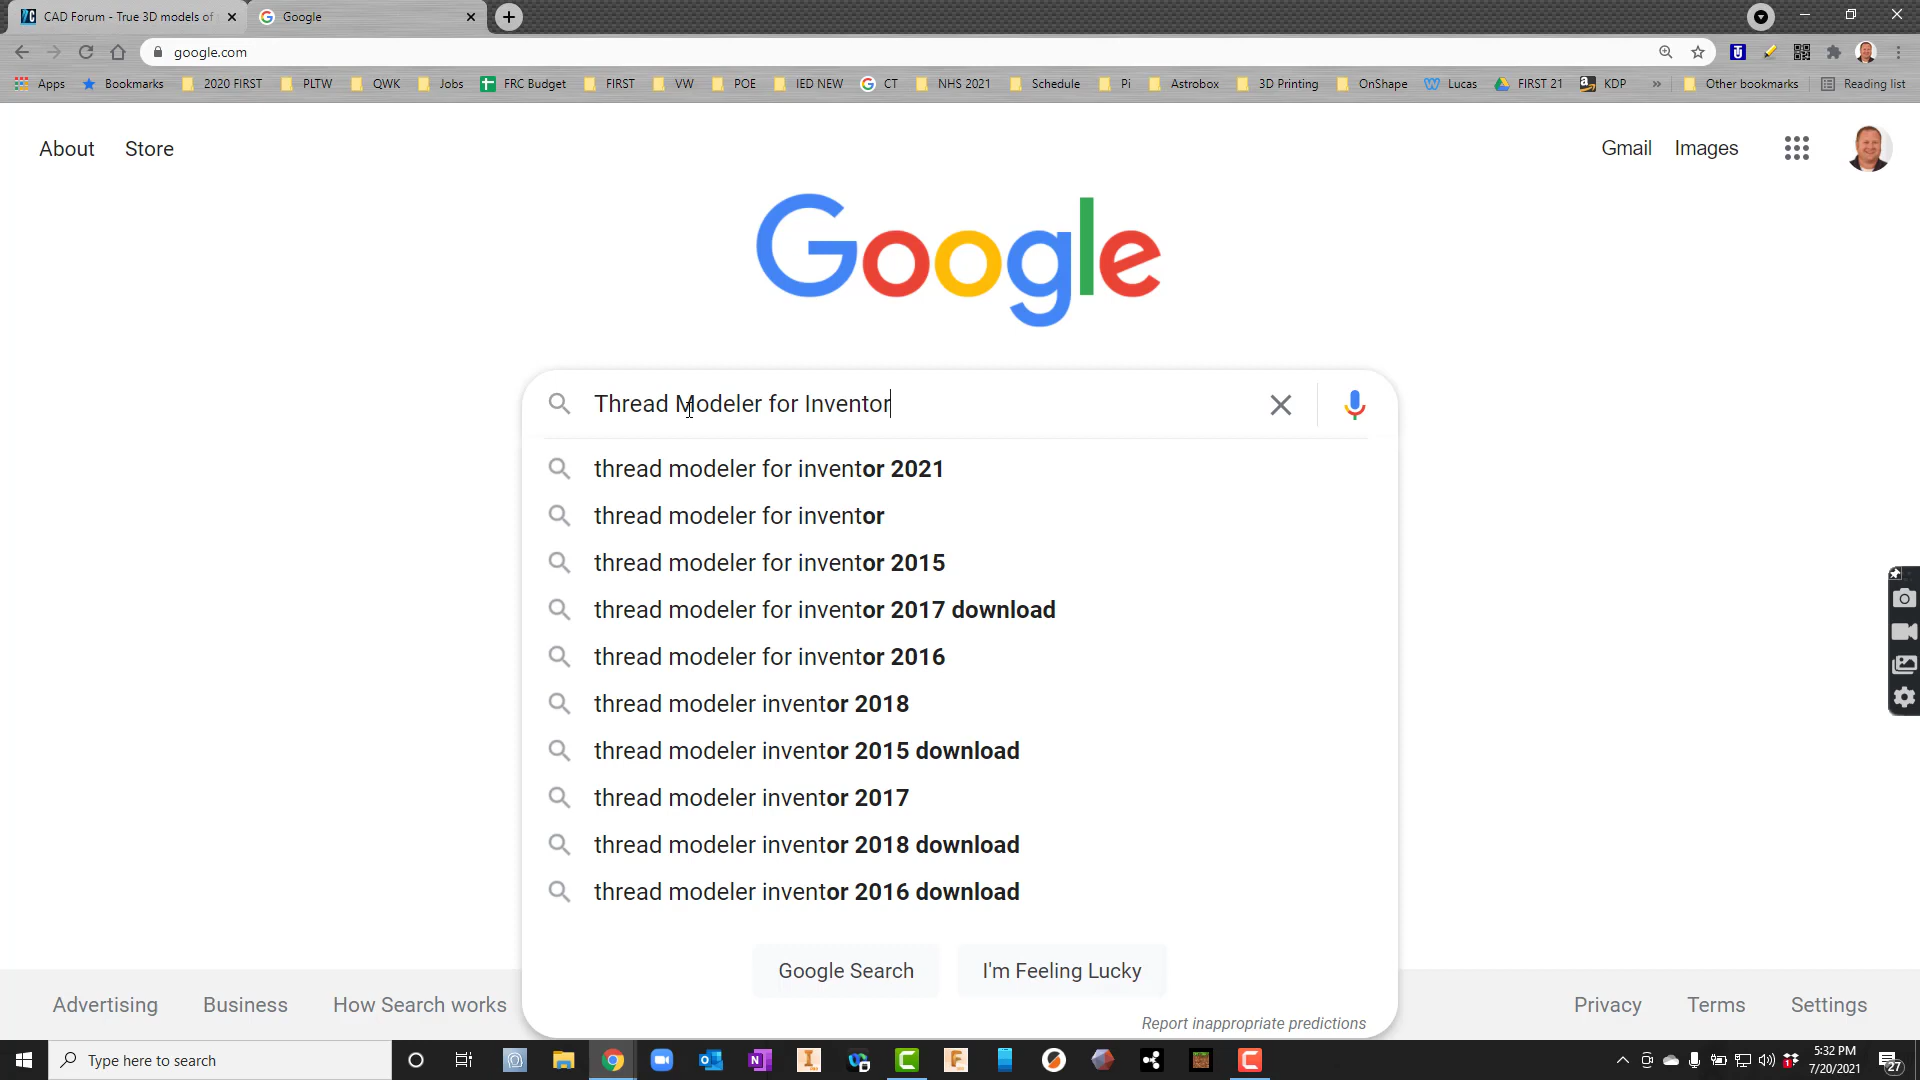 CAD Forum - True 3D models of
Google
google.com
Apps
Bookmarks
2020 FIRST
PLTW
QWK
Jobs
FRC Budget
FIRST
VW
POE
IED NEW
CT
NHS 2021
Schedule
Pi
Astrobox
3D Printing
OnShape
Lucas
FIRST 21
KDP
»
Other bookmarks
Reading list
About
Store
Gmail
Images
Google
Thread Modeler for Inventor
thread modeler for inventor 2021
thread modeler for inventor
thread modeler for inventor 2015
thread modeler for inventor 2017 download
thread modeler for inventor 2016
thread modeler inventor 2018
thread modeler inventor 2015 download
thread modeler inventor 2017
thread modeler inventor 2018 download
thread modeler inventor 2016 download
Google Search
I'm Feeling Lucky
Report inappropriate predictions
Advertising
Business
How Search works
Privacy
Terms
Settings
Type here to search
5:32 PM
7/20/2021
27